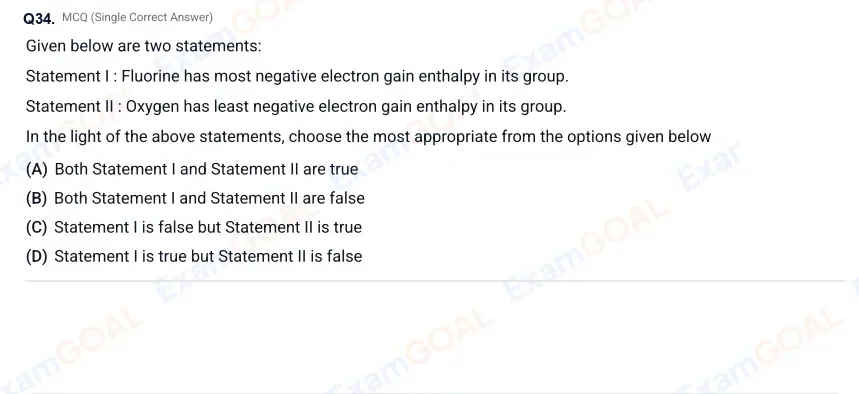 Q34. MCQ (Single Correct Answer)
Given below are two statements:
Statement I : Fluorine has most negative electron gain enthalpy in its group.
Statement II : Oxygen has least negative electron gain enthalpy in its group.
In the light of the above statements, choose the most appropriate from the options given below
(A) Both Statement I and Statement II are true
(B) Both Statement I and Statement II are false
(C) Statement I is false but Statement II is true
(D) Statement I is true but Statement II is false
ExamGOAL